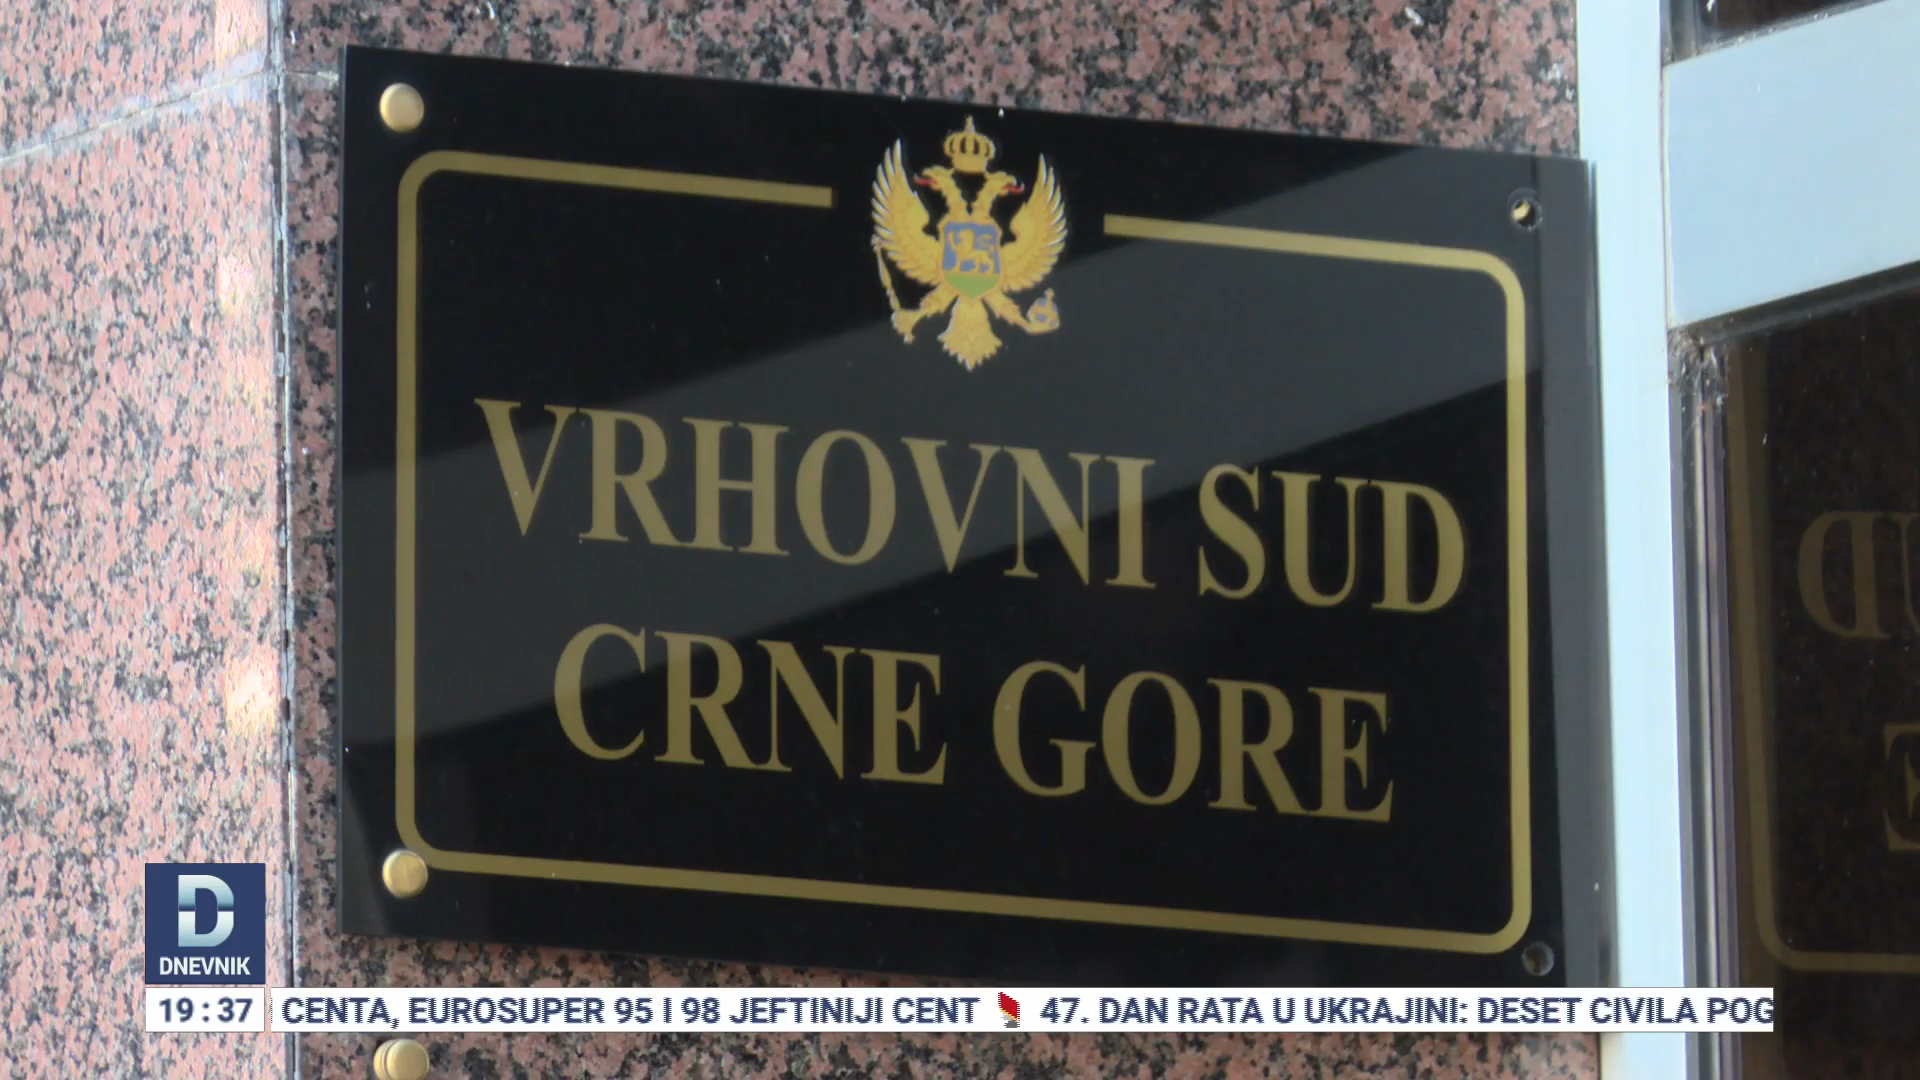 VRHOVNI SUD
CRNE GORE
D
DNEVNIK
19:37 CENTA, EUROSUPER 95 I 98 JEFTINIJI CENT 47. DAN RATA U UKRAJINI: DESET CIVILA POG